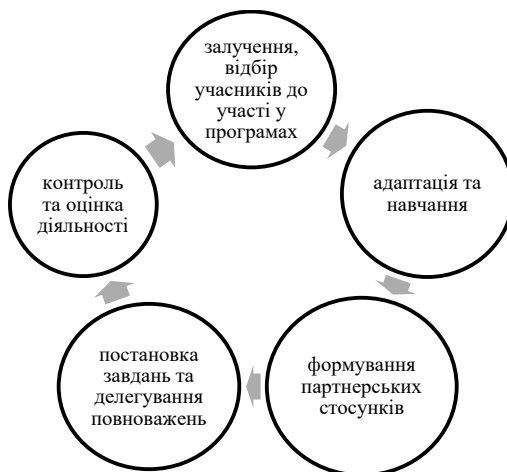 залучення,
відбір
учасників до
участі у
програмах
адаптація та
навчання
формування
партнерських
стосунків
постановка
завдань та
делегування
повноважень
контроль
та оцінка
діяльності